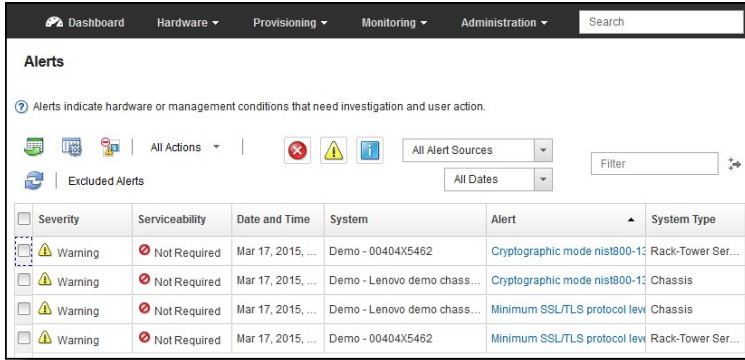 Dashboard Hardware Provisioning Monitoring Administration Search
Alerts
Alerts indicate hardware or management conditions that need investigation and user action.
All Actions All Alert Sources Filter
Excluded Alerts All Dates
Severity Serviceability Date and Time System Alert System Type
Warning Not Required Mar 17, 2015, ... Demo - 00404X5462 Cryptographic mode nist800-13 Rack-Tower Ser...
Warning Not Required Mar 17, 2015, ... Demo - Lenovo demo chass... Cryptographic mode nist800-13 Chassis
Warning Not Required Mar 17, 2015, ... Demo - Lenovo demo chass... Minimum SSL/TLS protocol leve Chassis
Warning Not Required Mar 17, 2015, ... Demo - 00404X5462 Minimum SSL/TLS protocol leve Rack-Tower Ser...